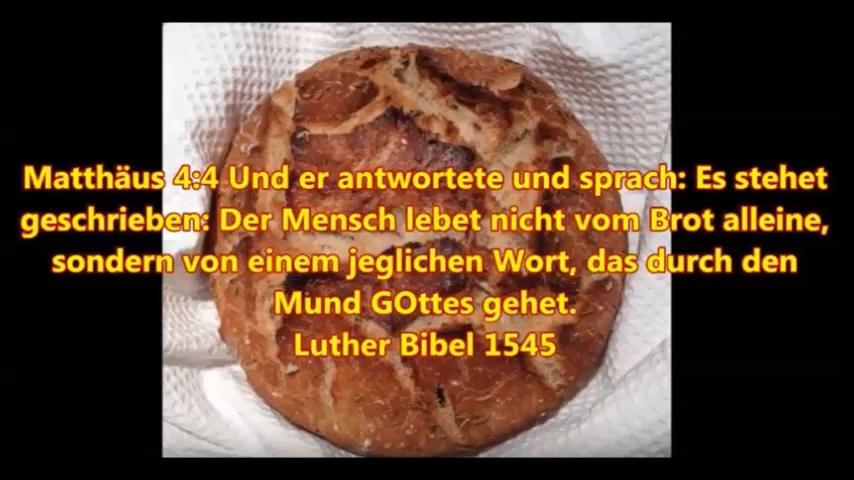 Matthäus 4:4 Und er antwortete und sprach: Es stehet
geschrieben: Der Mensch lebet nicht vom Brot alleine,
sondern von einem jeglichen Wort, das durch den
Mund GOttes gehet.
Luther Bibel 1545